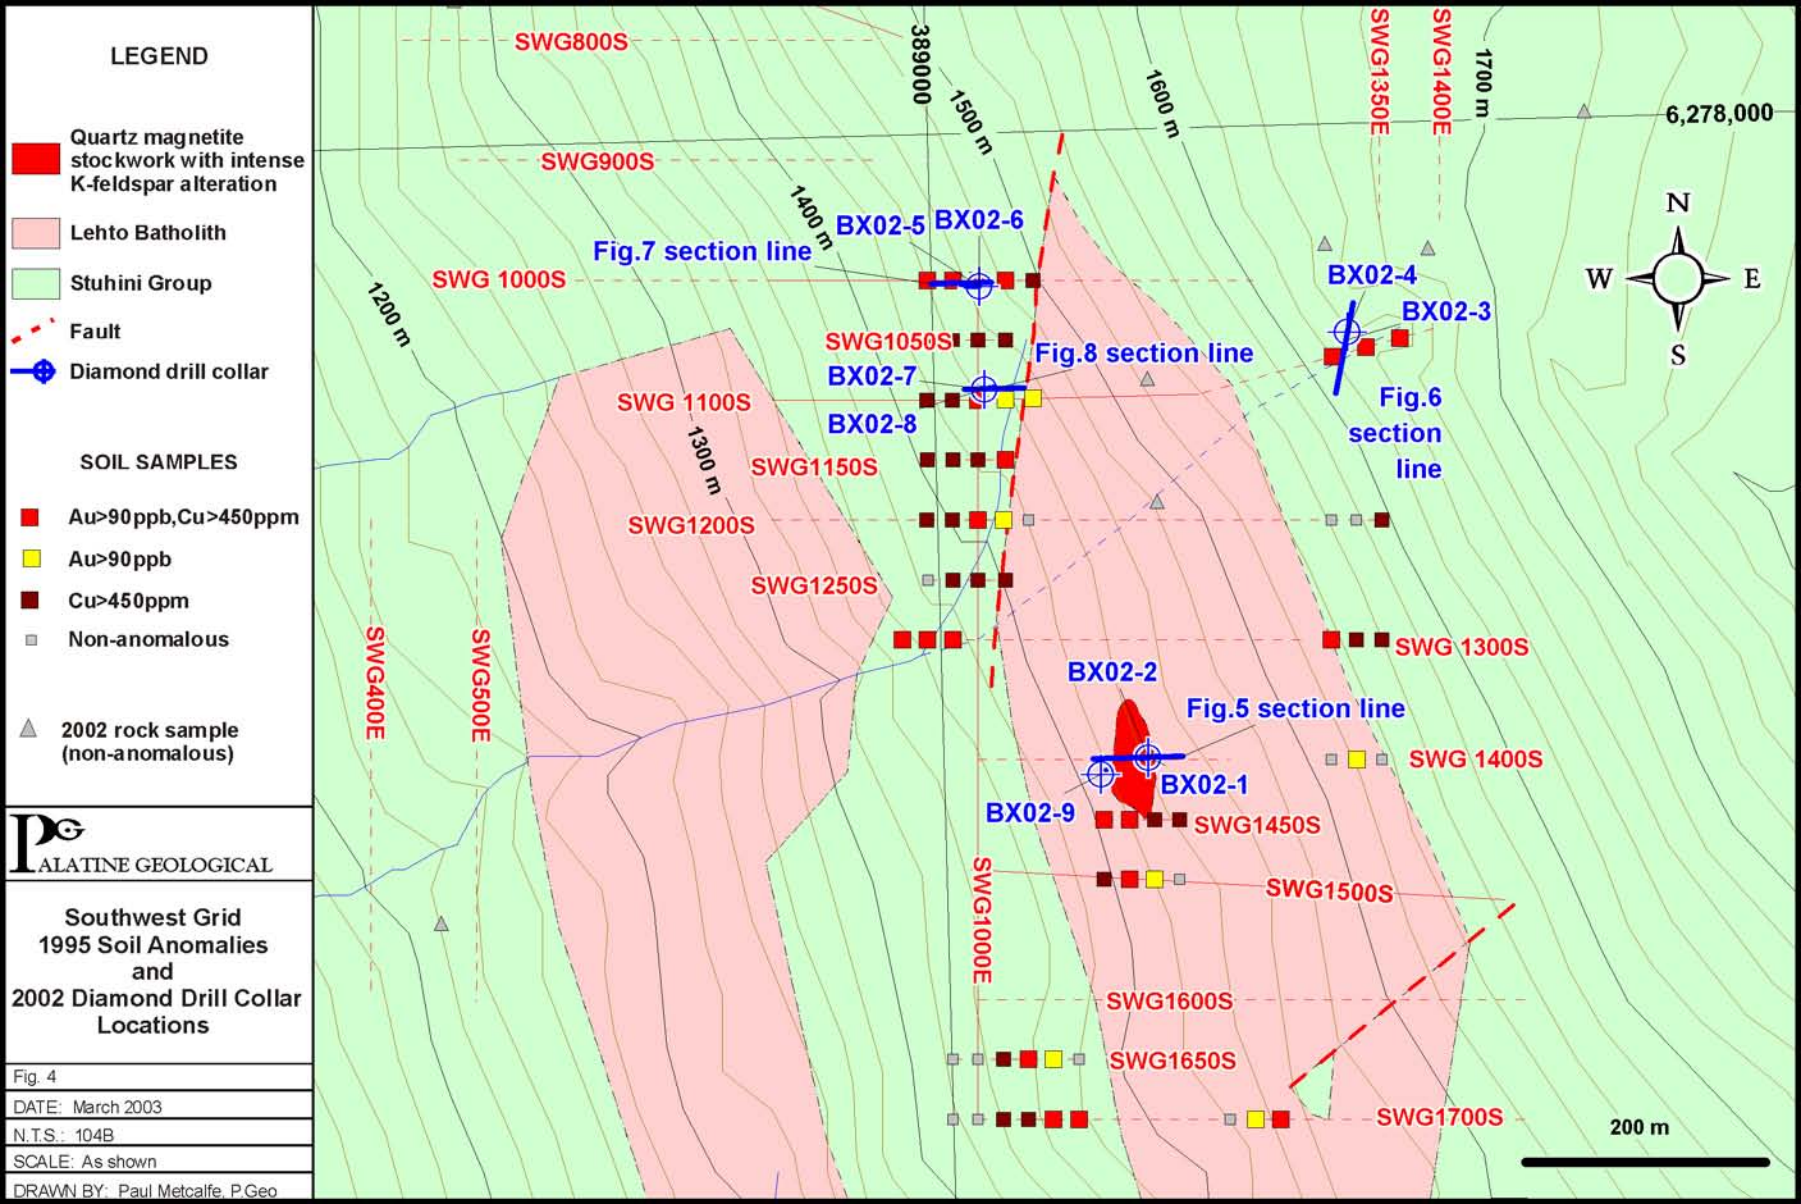 LEGEND
Quartz magnetite
stockwork with intense
K-feldspar alteration
Lehto Batholith
Stuhini Group
Fault
Diamond drill collar
SOIL SAMPLES
Au>90ppb,Cu>450ppm
Au>90ppb
Cu>450ppm
Non-anomalous
2002 rock sample
(non-anomalous)
PG
ALATINE GEOLOGICAL
Southwest Grid
1995 Soil Anomalies
and
2002 Diamond Drill Collar
Locations
Fig. 4
DATE: March 2003
N.T.S.: 104B
SCALE: As shown
DRAWN BY: Paul Metcalfe, P.Geo
SWG800S
389000
1500 m
1600 m
SWG1350E
SWG1400E
1700 m
6,278,000
SWG900S
1400 m
BX02-5
BX02-6
Fig.7 section line
SWG 1000S
1200 m
N
W
E
S
BX02-4
BX02-3
SWG1050S
Fig.8 section line
BX02-7
SWG 1100S
BX02-8
Fig.6
section
line
1300 m
SWG1150S
SWG1200S
SWG1250S
SWG400E
SWG500E
SWG 1300S
BX02-2
Fig.5 section line
SWG 1400S
BX02-1
BX02-9
SWG1450S
SWG1000E
SWG1500S
SWG1600S
SWG1650S
SWG1700S
200 m